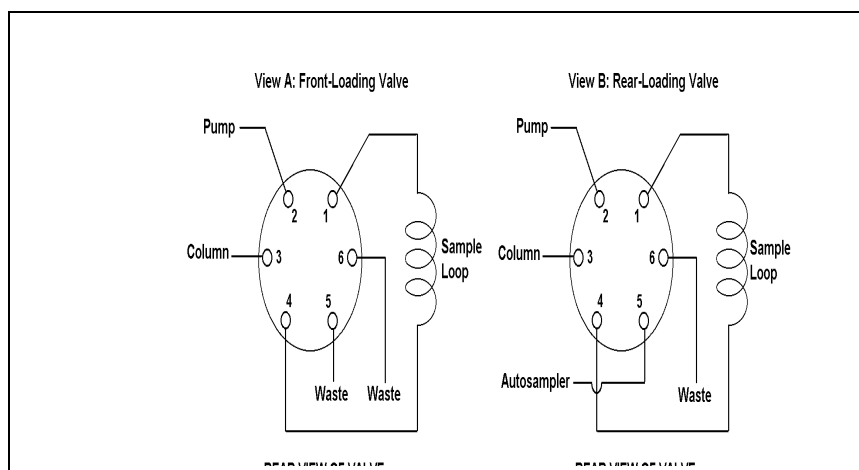 View A: Front-Loading Valve
Pump
2
1
Column
3
6
Sample
Loop
4
5
Waste
Waste
View B: Rear-Loading Valve
Pump
2
1
Column
3
6
Sample
Loop
4
5
Autosampler
Waste